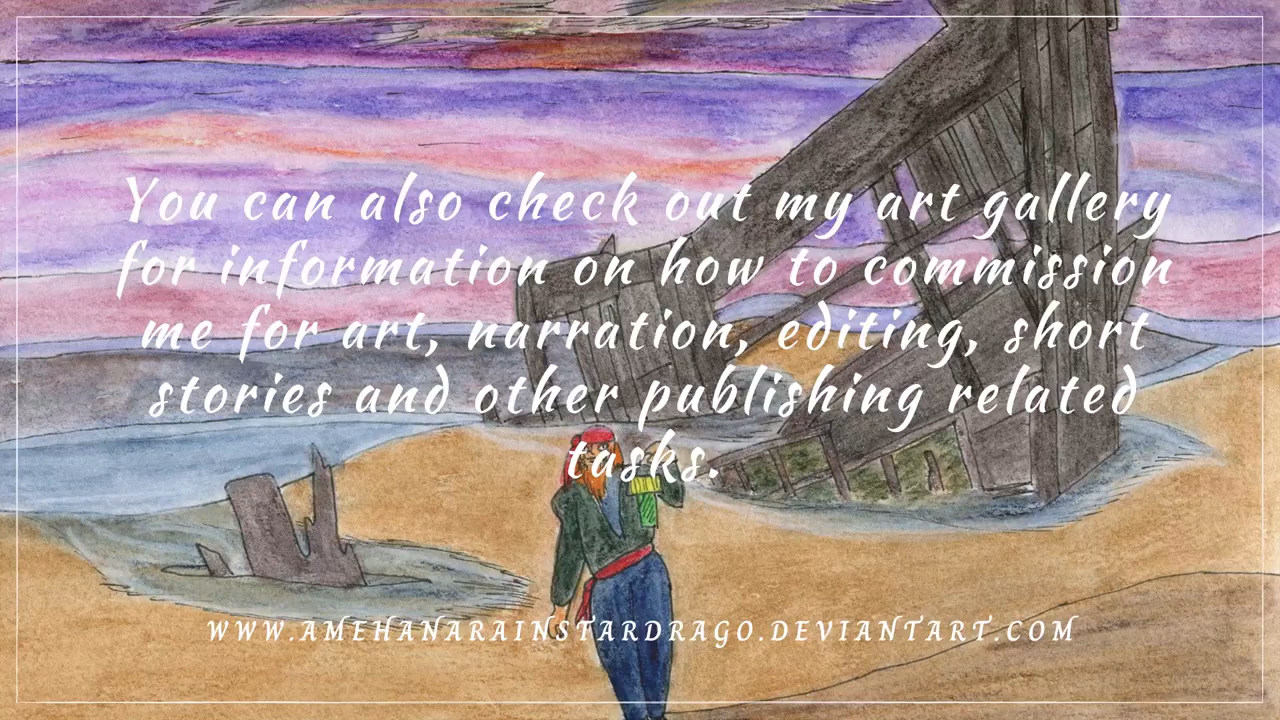 You can also check out my art gallery
for information on how to commission
me for art, narration, editing, short
stories and other publishing related
tasks.
WWW.AMEHANARAINSTARDRAGO.DEVIANTART.COM